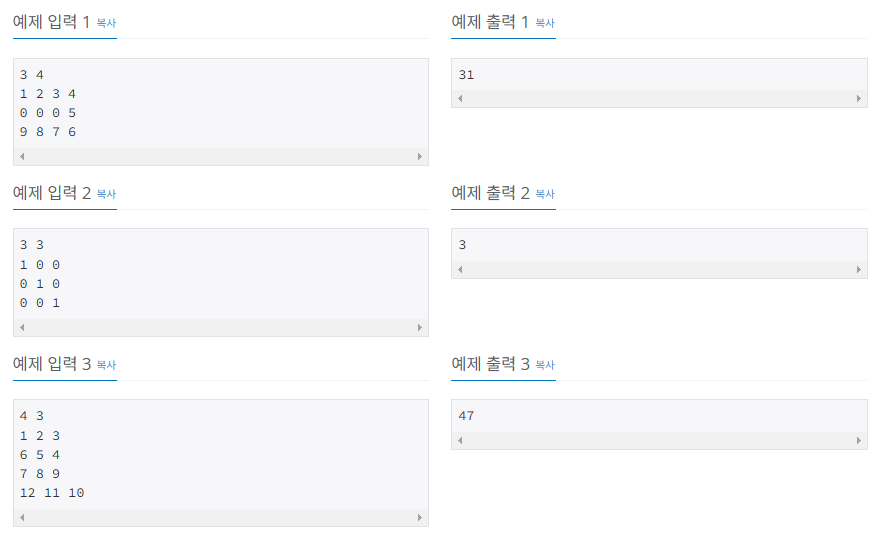 예제 입력 1 복사
3 4
1 2 3 4
0 0 0 5
9 8 7 6
예제 출력 1 복사
31
예제 입력 2 복사
3 3
1 0 0
0 1 0
0 0 1
예제 출력 2 복사
3
예제 입력 3 복사
4 3
1 2 3
6 5 4
7 8 9
12 11 10
예제 출력 3 복사
47